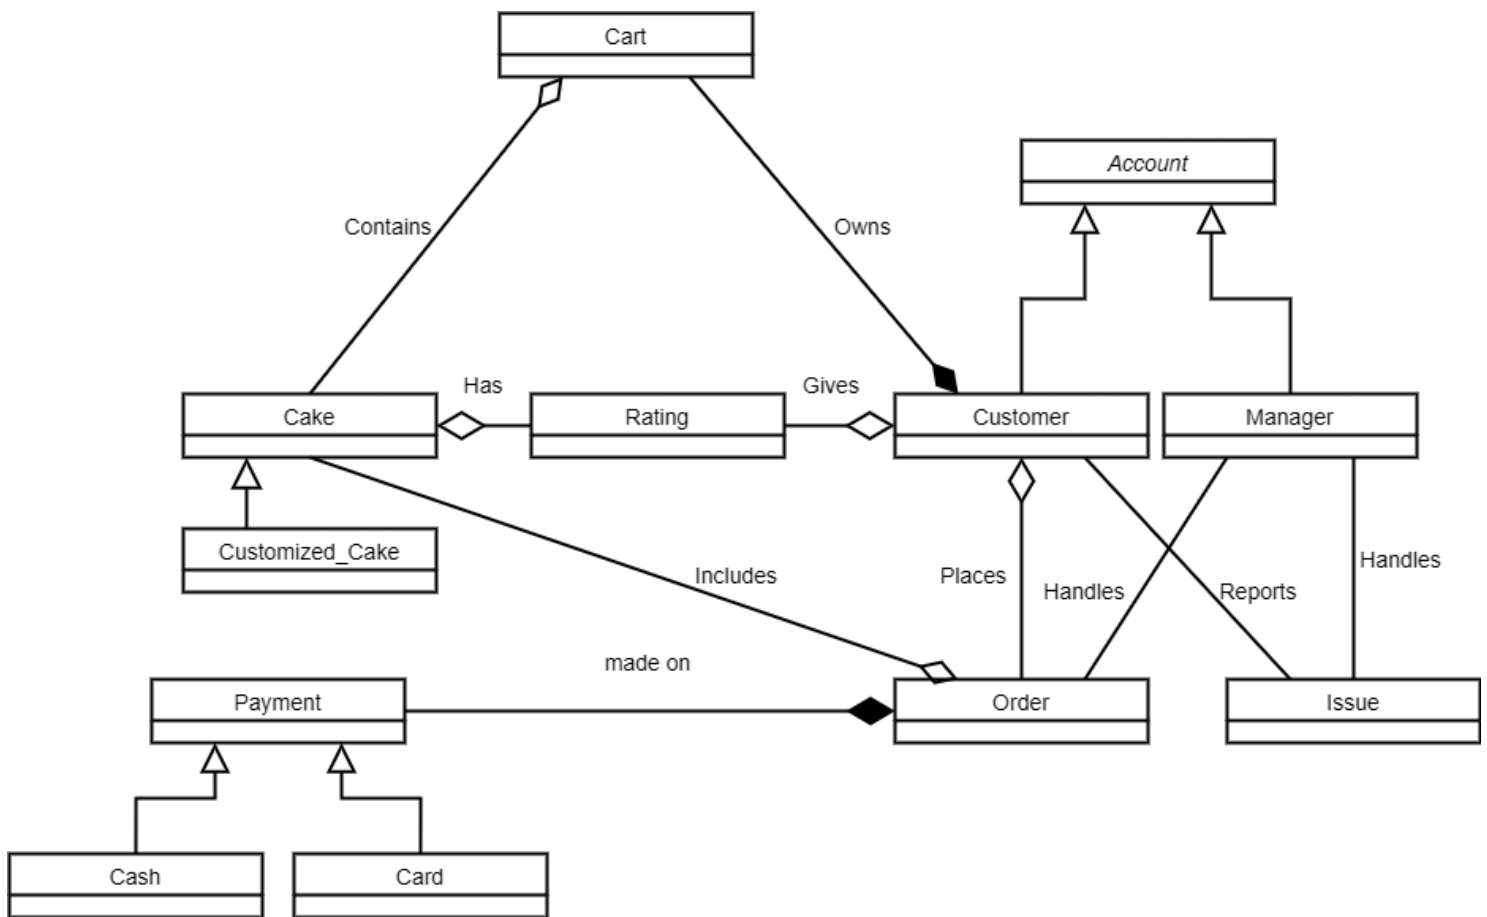 Cart
Account
Contains
Owns
Has
Gives
Cake
Rating
Customer
Manager
Customized_Cake
Includes
Places
Handles
Reports
Handles
made on
Payment
Order
Issue
Cash
Card